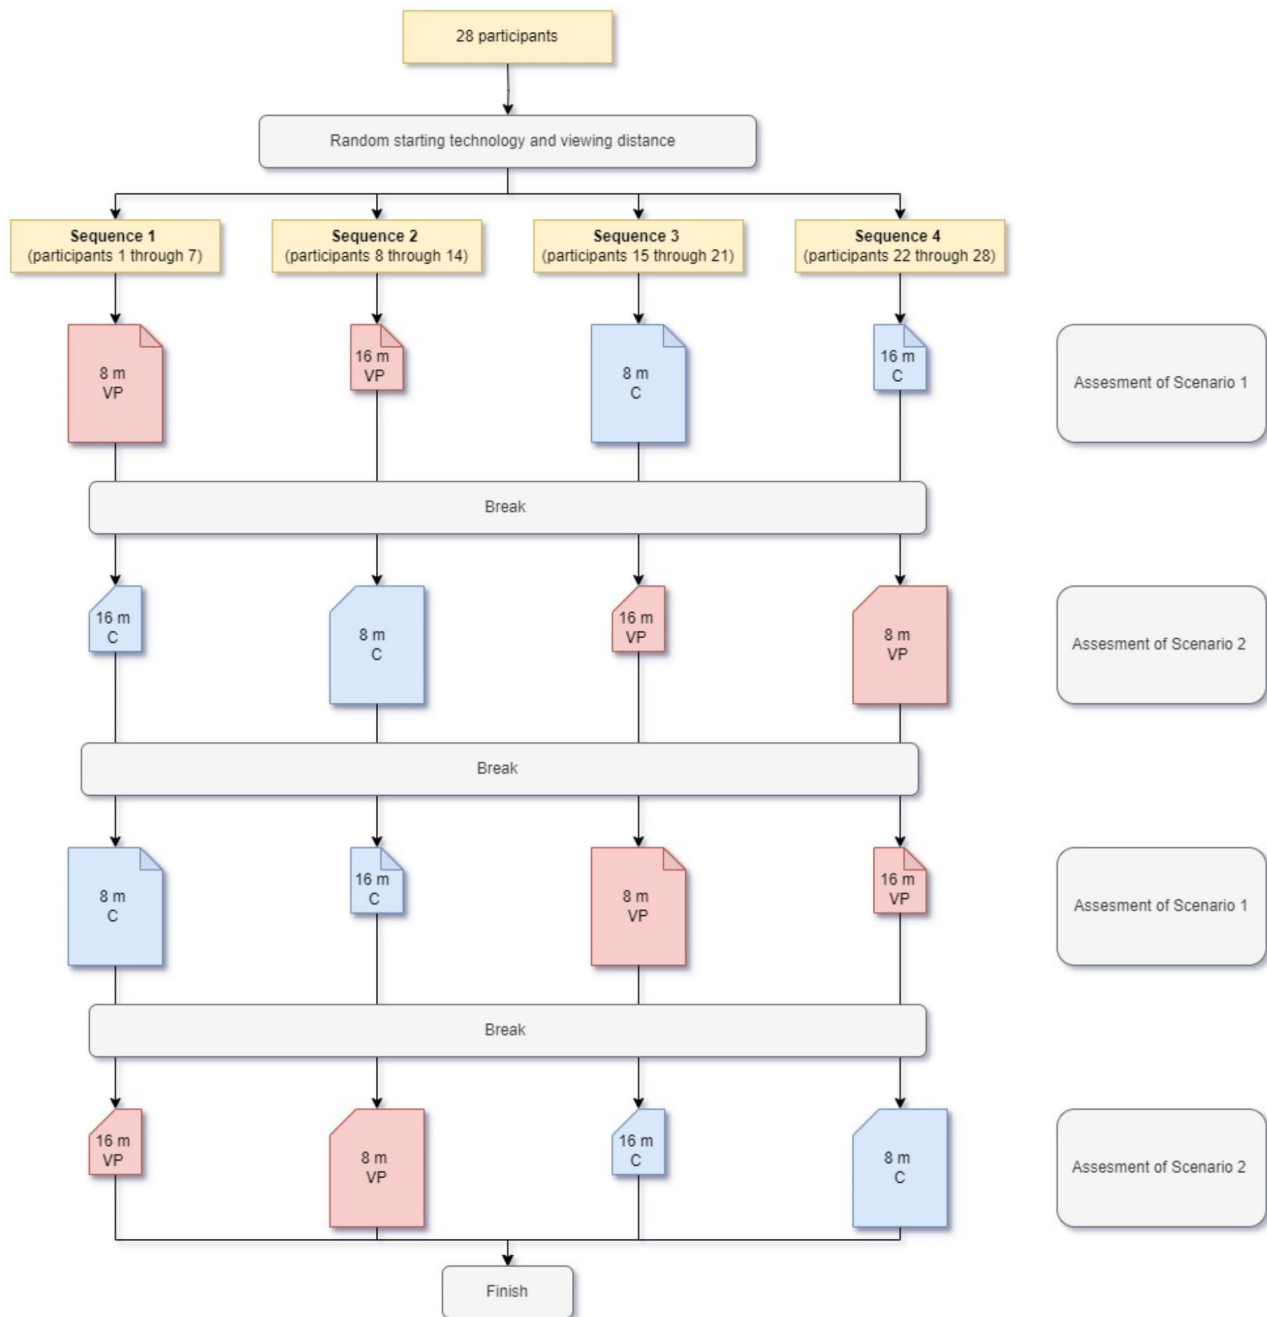 28 participants
Random starting technology and viewing distance
Sequence 1
(participants 1 through 7)
Sequence 2
(participants 8 through 14)
Sequence 3
(participants 15 through 21)
Sequence 4
(participants 22 through 28)
8 m
VP
16 m
VP
8 m
C
16 m
C
Assesment of Scenario 1
Break
16 m
C
8 m
C
16 m
VP
8 m
VP
Assesment of Scenario 2
Break
8 m
C
16 m
C
8 m
VP
16 m
VP
Assesment of Scenario 1
Break
16 m
VP
8 m
VP
16 m
C
8 m
C
Assesment of Scenario 2
Finish